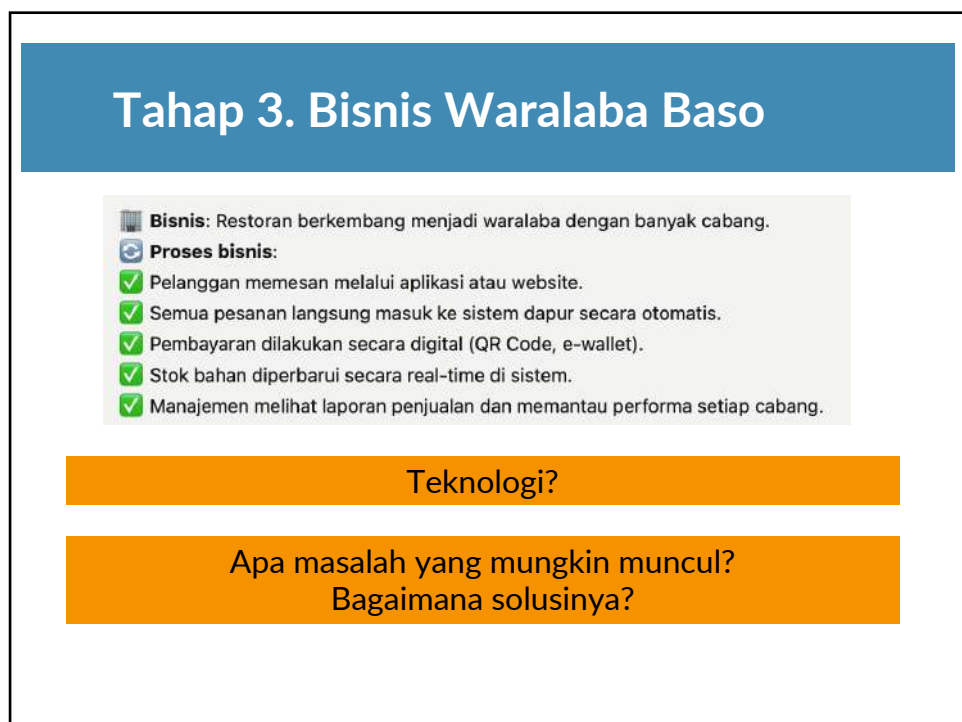 Tahap 3. Bisnis Waralaba Baso
🏢 Bisnis: Restoran berkembang menjadi waralaba dengan banyak cabang.
🔄 Proses bisnis:
✅ Pelanggan memesan melalui aplikasi atau website.
✅ Semua pesanan langsung masuk ke sistem dapur secara otomatis.
✅ Pembayaran dilakukan secara digital (QR Code, e-wallet).
✅ Stok bahan diperbarui secara real-time di sistem.
✅ Manajemen melihat laporan penjualan dan memantau performa setiap cabang.
Teknologi?
Apa masalah yang mungkin muncul?
Bagaimana solusinya?